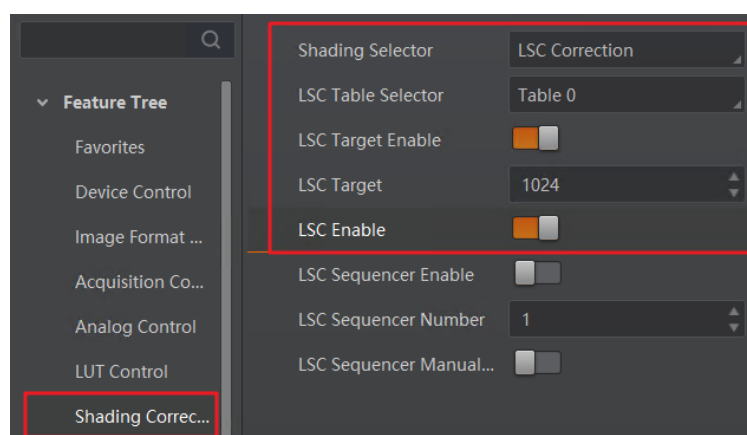 Feature Tree
Favorites
Device Control
Image Format ...
Acquisition Co...
Analog Control
LUT Control
Shading Correc...
Shading Selector LSC Correction
LSC Table Selector Table 0
LSC Target Enable
LSC Target 1024
LSC Enable
LSC Sequencer Enable
LSC Sequencer Number 1
LSC Sequencer Manual...